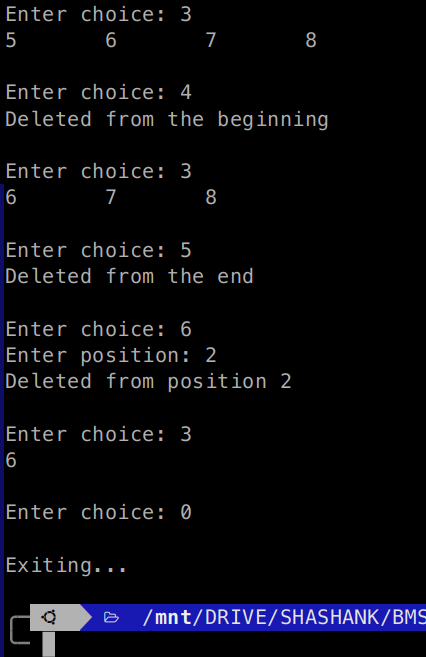 Enter choice: 3
5 6 7 8
Enter choice: 4
Deleted from the beginning
Enter choice: 3
6 7 8
Enter choice: 5
Deleted from the end
Enter choice: 6
Enter position: 2
Deleted from position 2
Enter choice: 3
6
Enter choice: 0
Exiting...
/mnt/DRIVE/SHASHANK/BMS